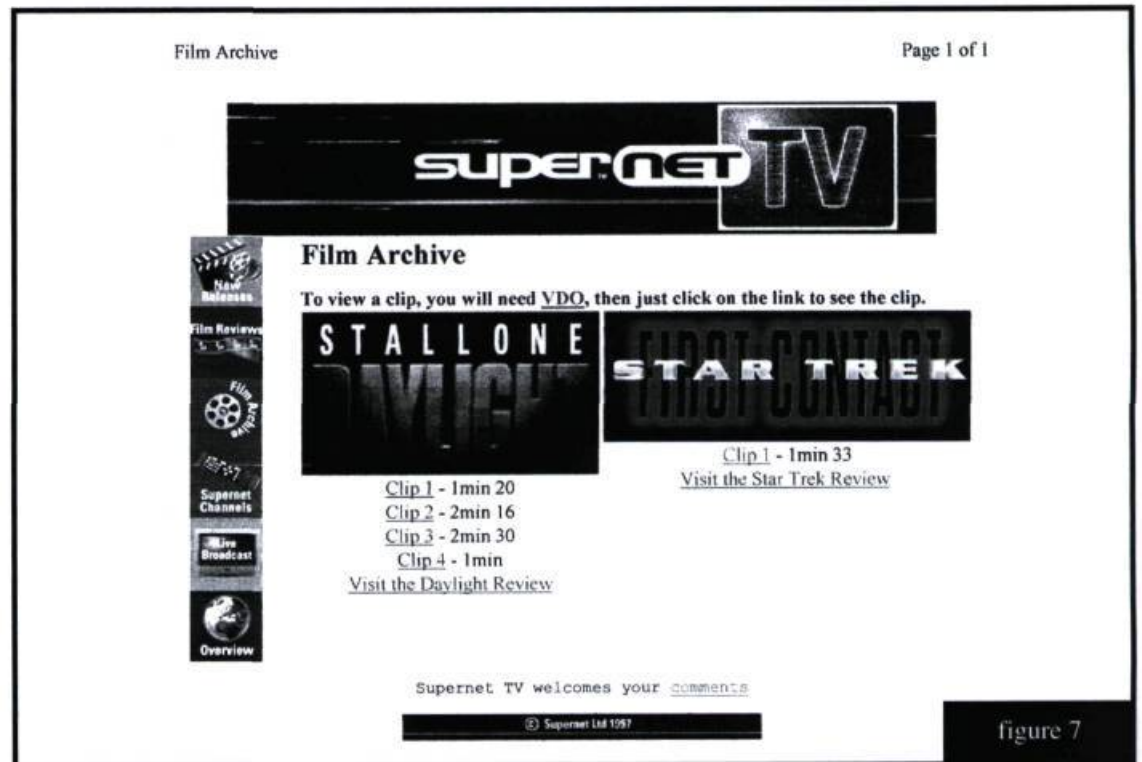 Film Archive
Page 1 of 1
super.net TV
™
New
Releases
Film Reviews
Film Archive
Supernet
Channels
Live
Broadcast
Overview
Film Archive
To view a clip, you will need VDO, then just click on the link to see the clip.
STALLONE
DAYLIGHT
Clip 1 - 1min 20
Clip 2 - 2min 16
Clip 3 - 2min 30
Clip 4 - 1min
Visit the Daylight Review
FIRST CONTACT
STAR TREK
Clip 1 - 1min 33
Visit the Star Trek Review
Supernet TV welcomes your comments
© Supernet Ltd 1997
figure 7